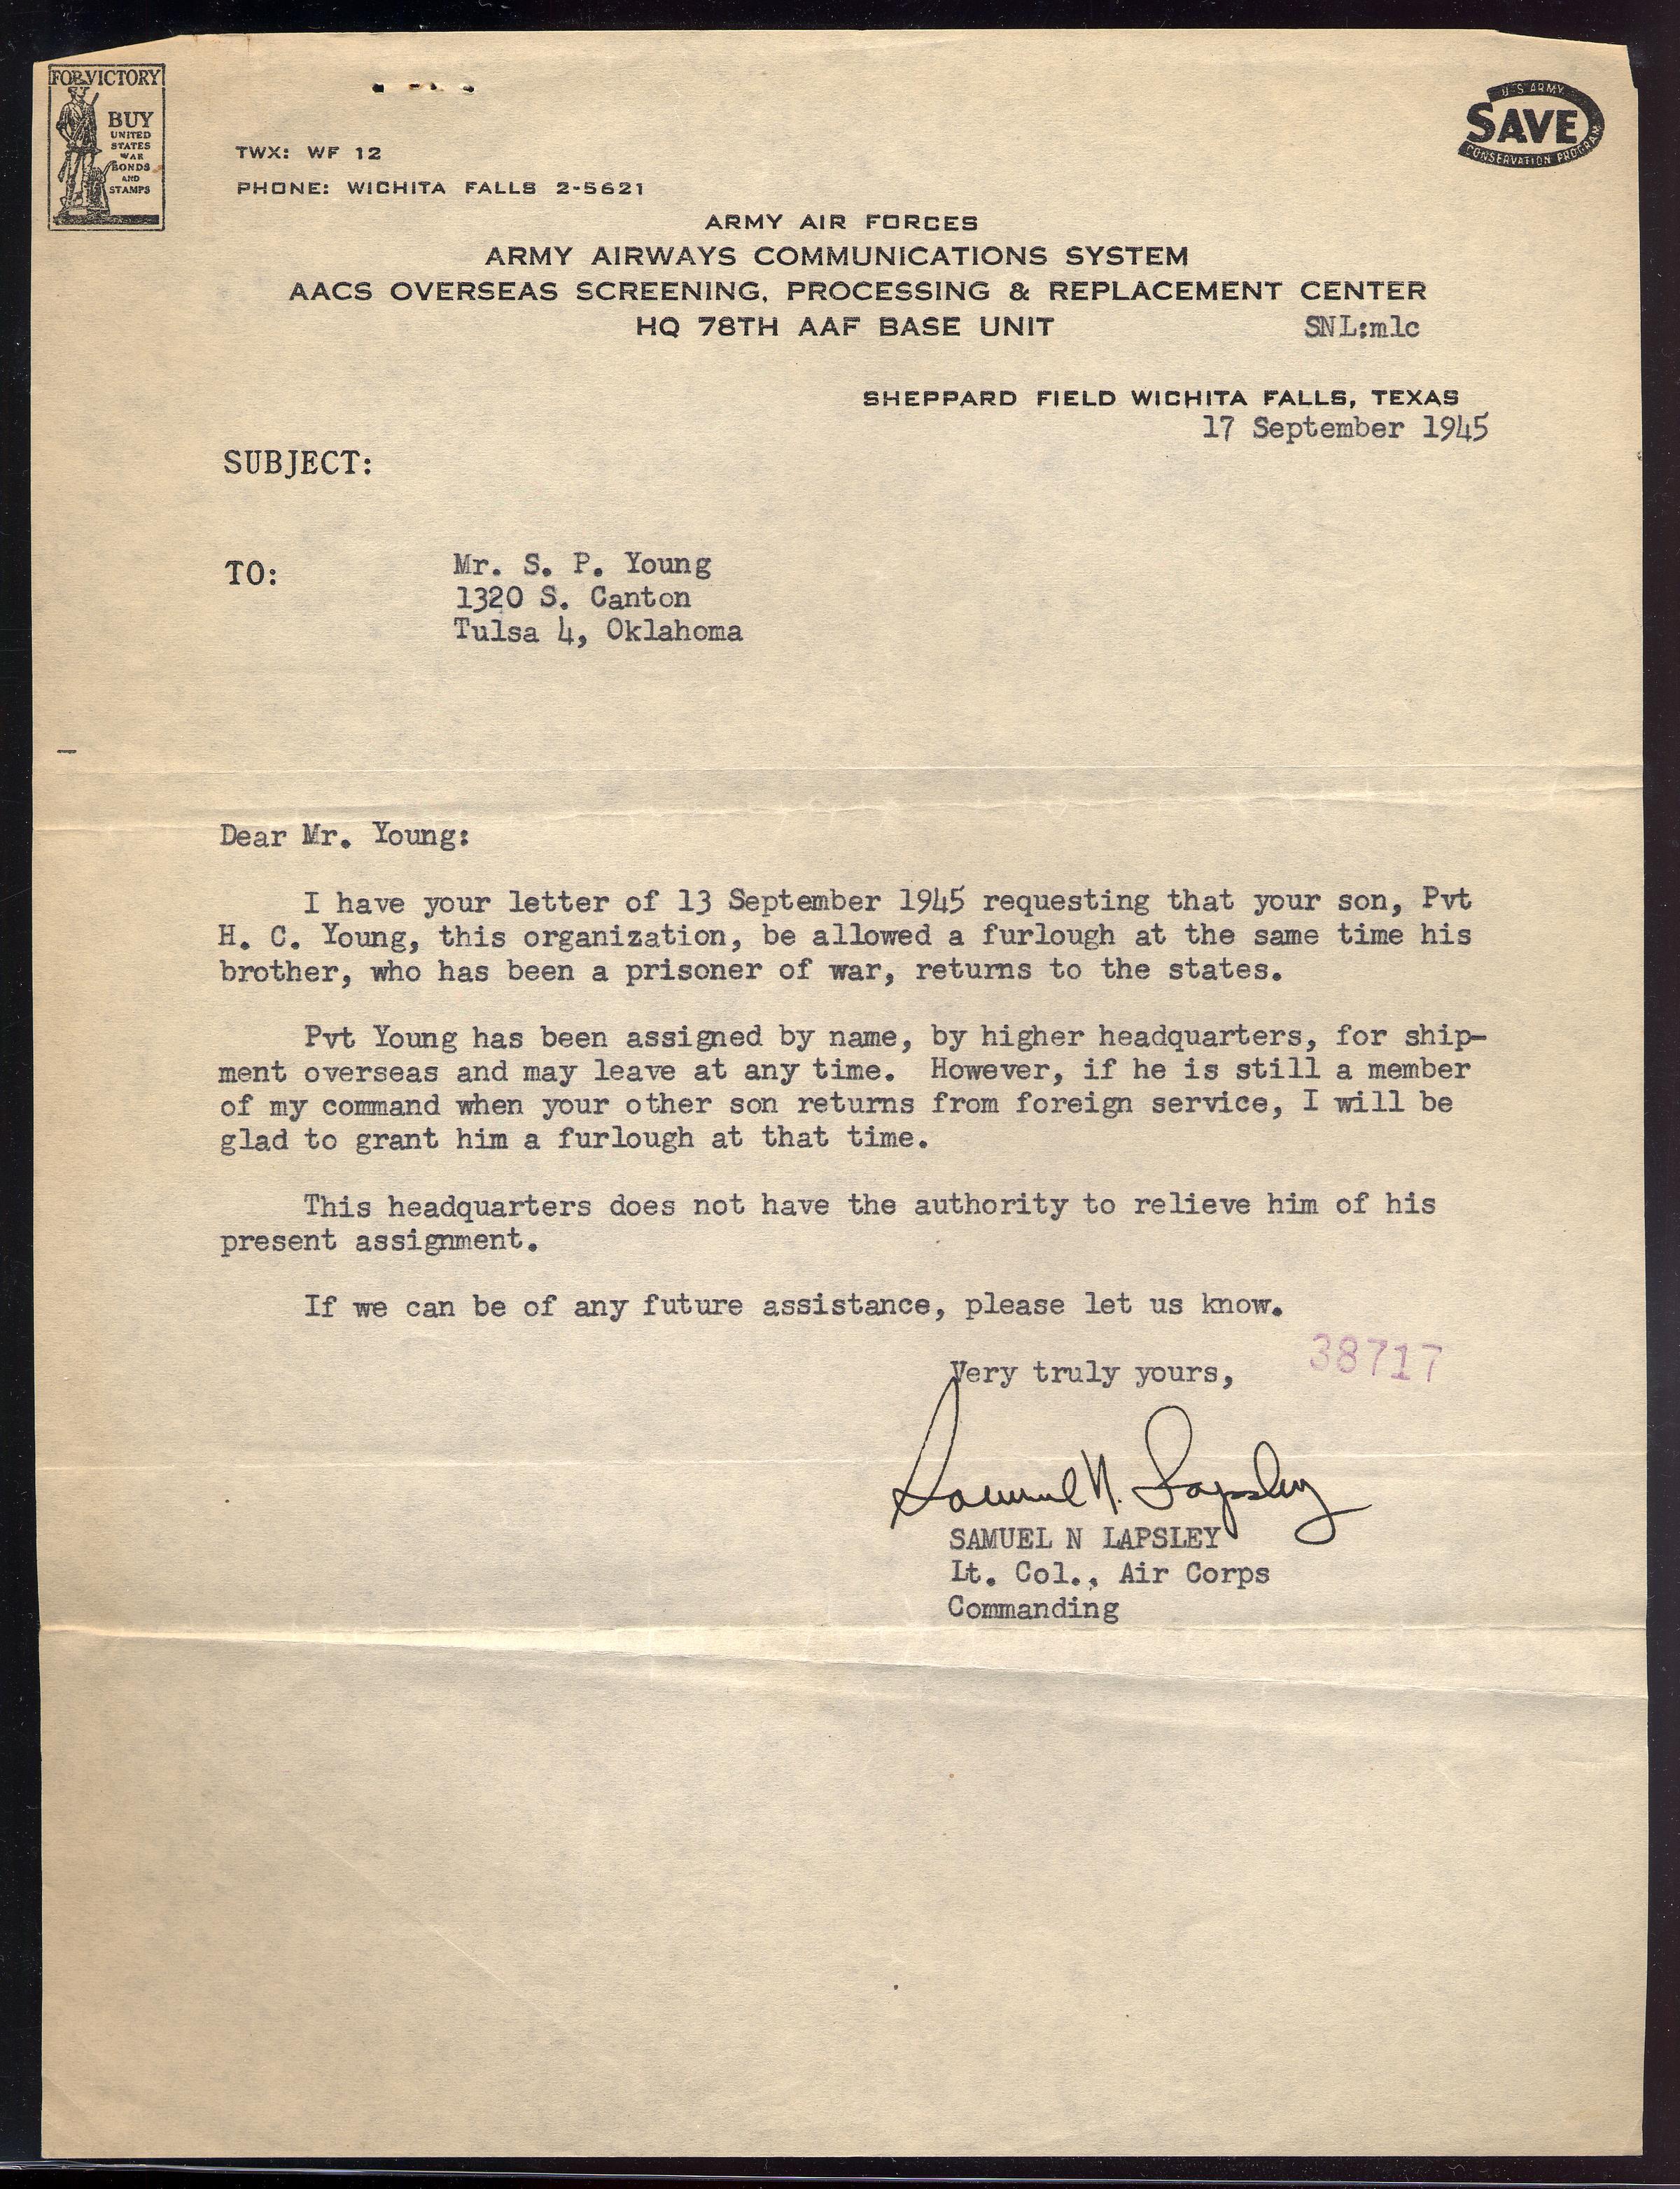 FOR VICTORY
BUY
UNITED
STATES
WAR
BONDS
AND
STAMPS
U·S ARMY
SAVE
CONSERVATION PROGRAM
TWX: WF 12
PHONE: WICHITA FALLS 2-5621
ARMY AIR FORCES
ARMY AIRWAYS COMMUNICATIONS SYSTEM
AACS OVERSEAS SCREENING, PROCESSING & REPLACEMENT CENTER
HQ 78TH AAF BASE UNIT SNL:mlc
SHEPPARD FIELD WICHITA FALLS, TEXAS
17 September 1945
SUBJECT:
TO: Mr. S. P. Young
1320 S. Canton
Tulsa 4, Oklahoma
Dear Mr. Young:
I have your letter of 13 September 1945 requesting that your son, Pvt
H. C. Young, this organization, be allowed a furlough at the same time his
brother, who has been a prisoner of war, returns to the states.
Pvt Young has been assigned by name, by higher headquarters, for ship-
ment overseas and may leave at any time. However, if he is still a member
of my command when your other son returns from foreign service, I will be
glad to grant him a furlough at that time.
This headquarters does not have the authority to relieve him of his
present assignment.
If we can be of any future assistance, please let us know.
38717
Very truly yours,
Samuel N. Lapsley
SAMUEL N LAPSLEY
Lt. Col., Air Corps
Commanding